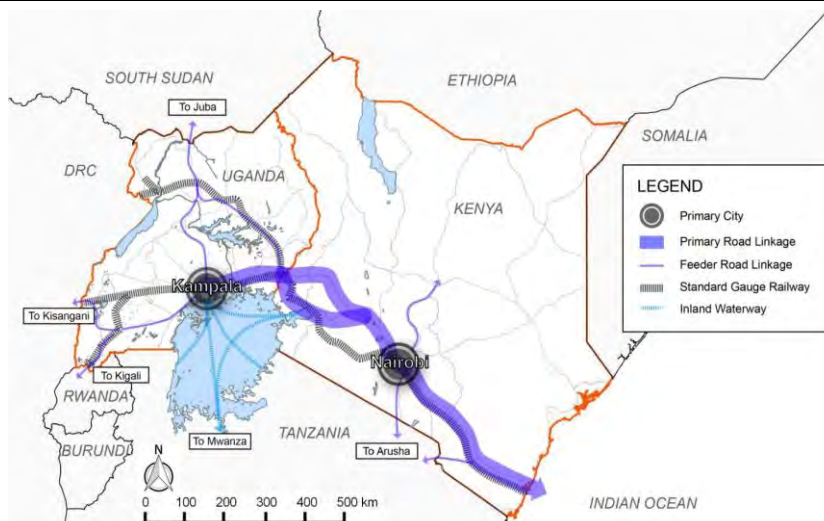 SOUTH SUDAN
ETHIOPIA
To Juba
SOMALIA
DRC
UGANDA
KENYA
LEGEND
Primary City
Primary Road Linkage
Feeder Road Linkage
Standard Gauge Railway
Inland Waterway
Kampala
To Kisangani
Nairobi
To Kigali
RWANDA
To Mwanza
TANZANIA
To Arusha
BURUNDI
N
INDIAN OCEAN
0 100 200 300 400 500 km